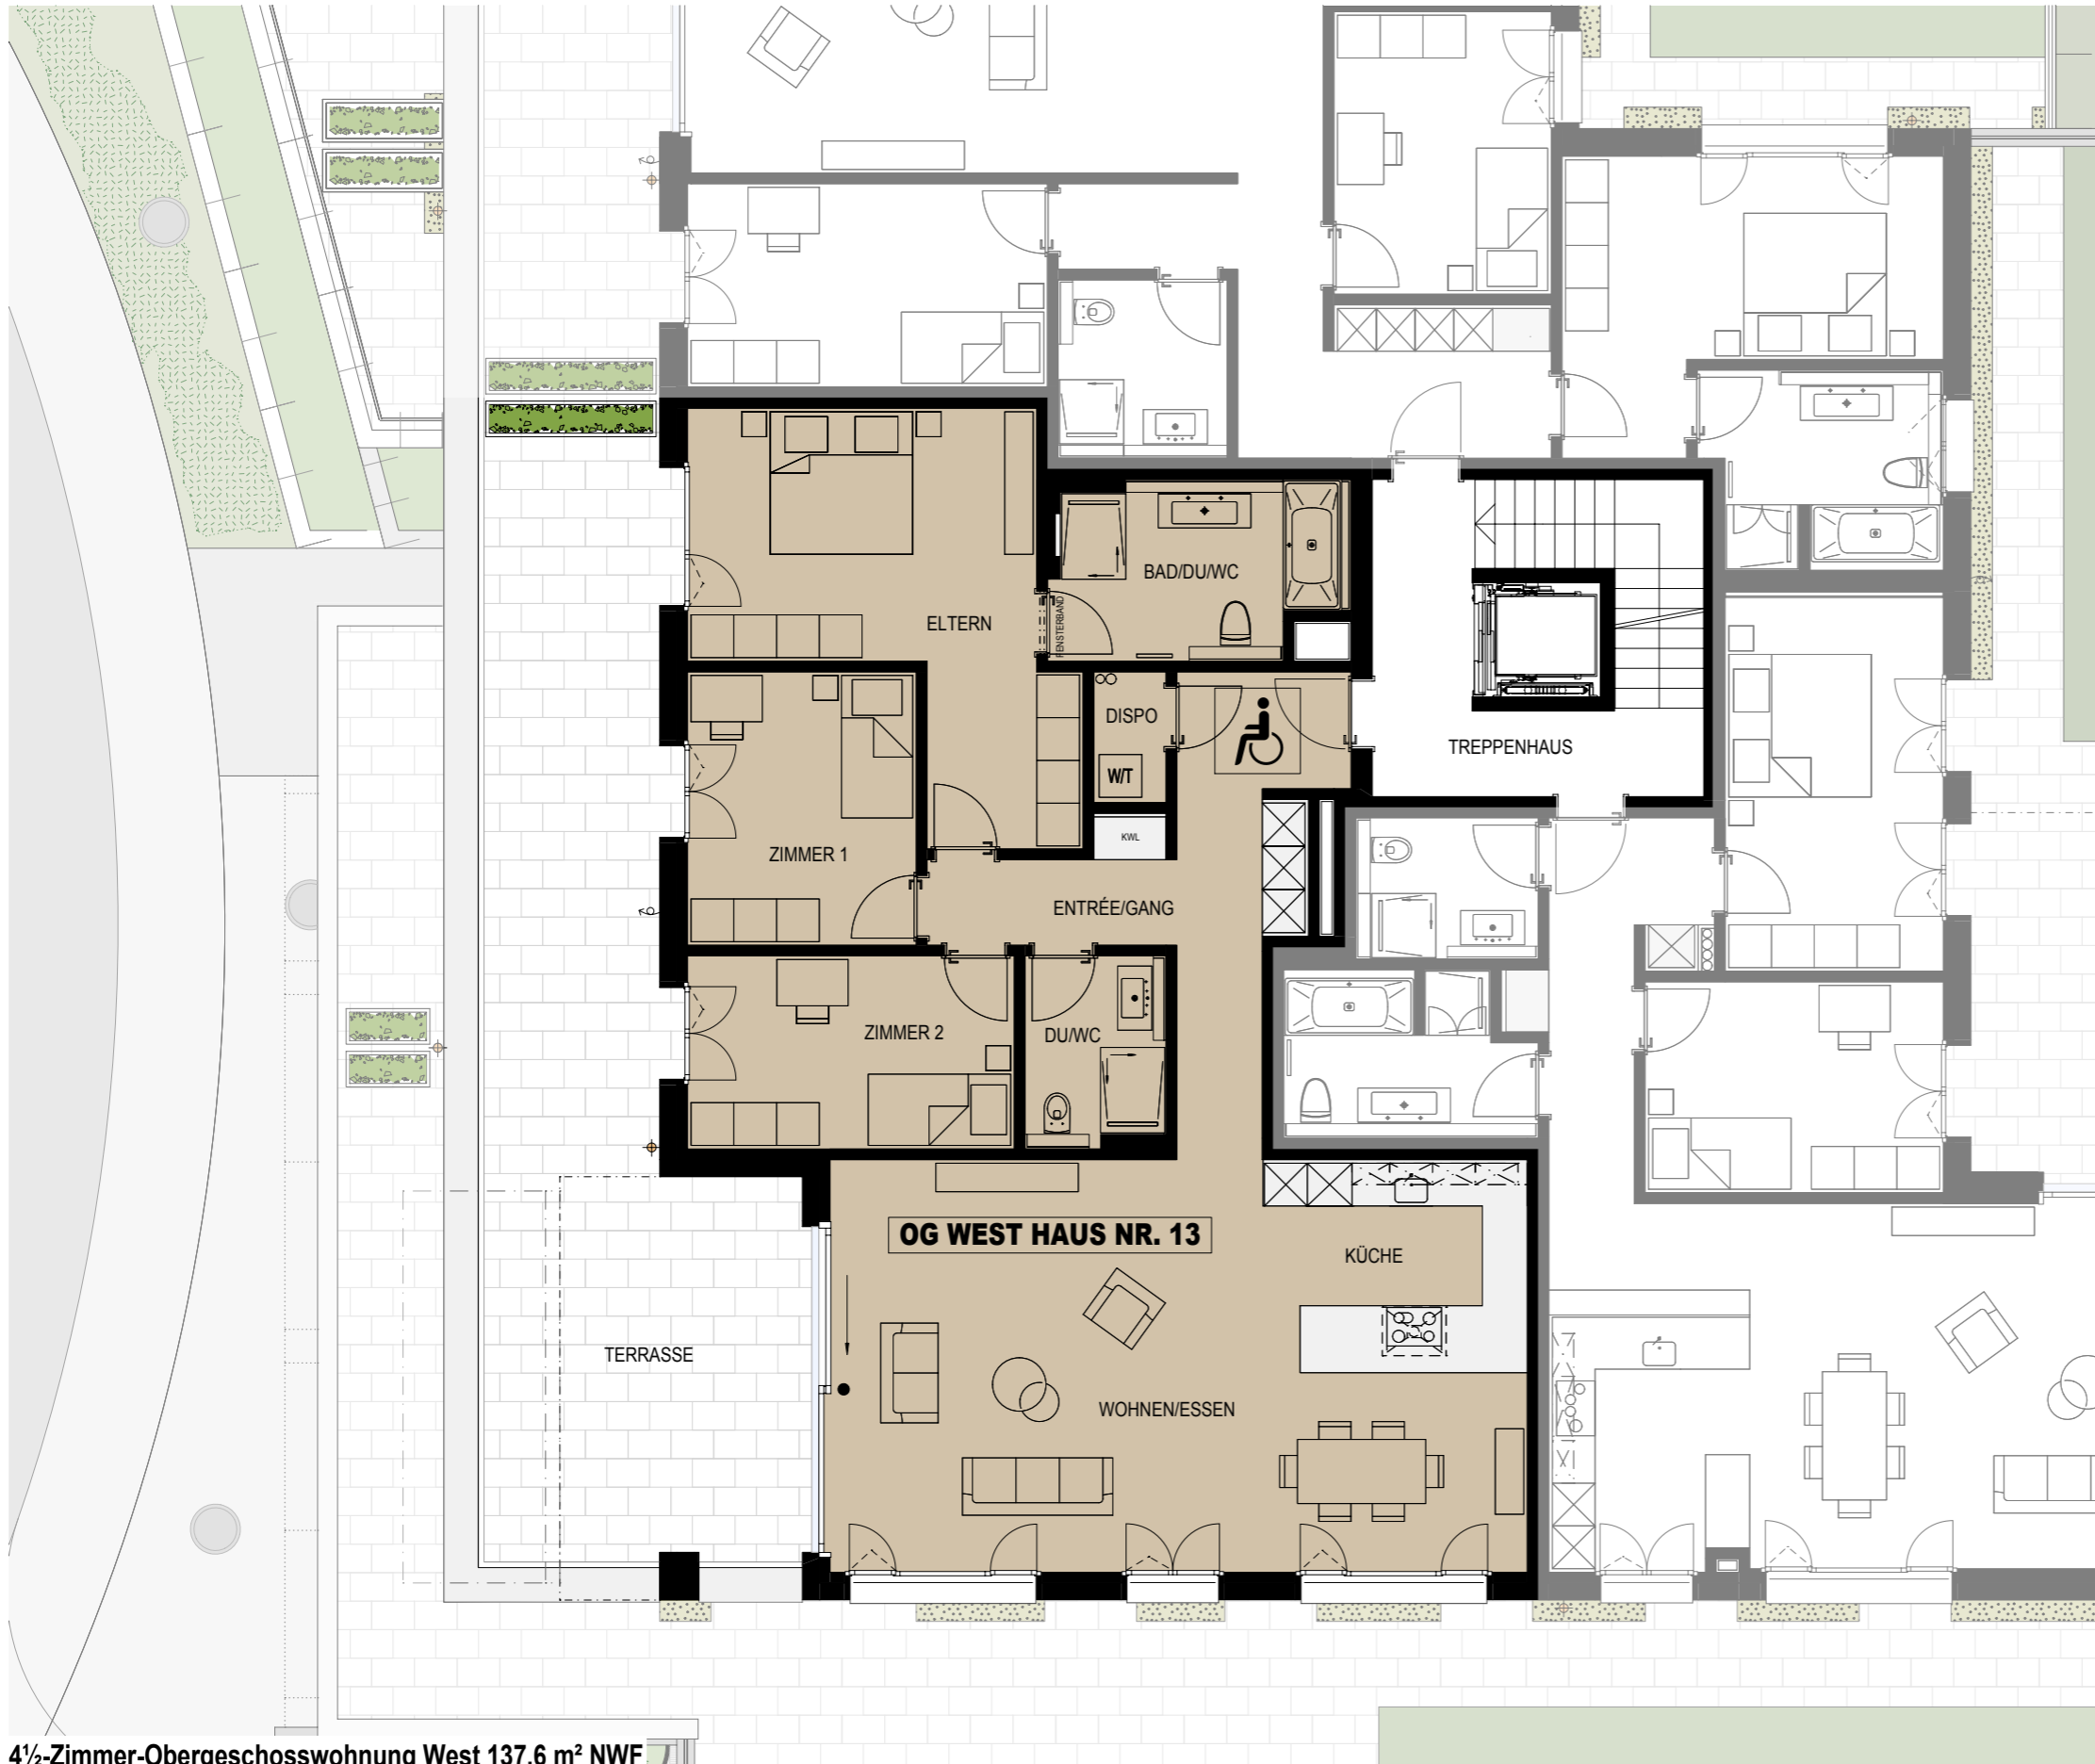 BAD/DU/WC
FENSTERBAND
ELTERN
DISPO
W/T
TREPPENHAUS
KWL
ZIMMER 1
ENTRÉE/GANG
ZIMMER 2
DU/WC
OG WEST HAUS NR. 13
KÜCHE
TERRASSE
WOHNEN/ESSEN
4½-Zimmer-Obergeschosswohnung West 137.6 m² NWF